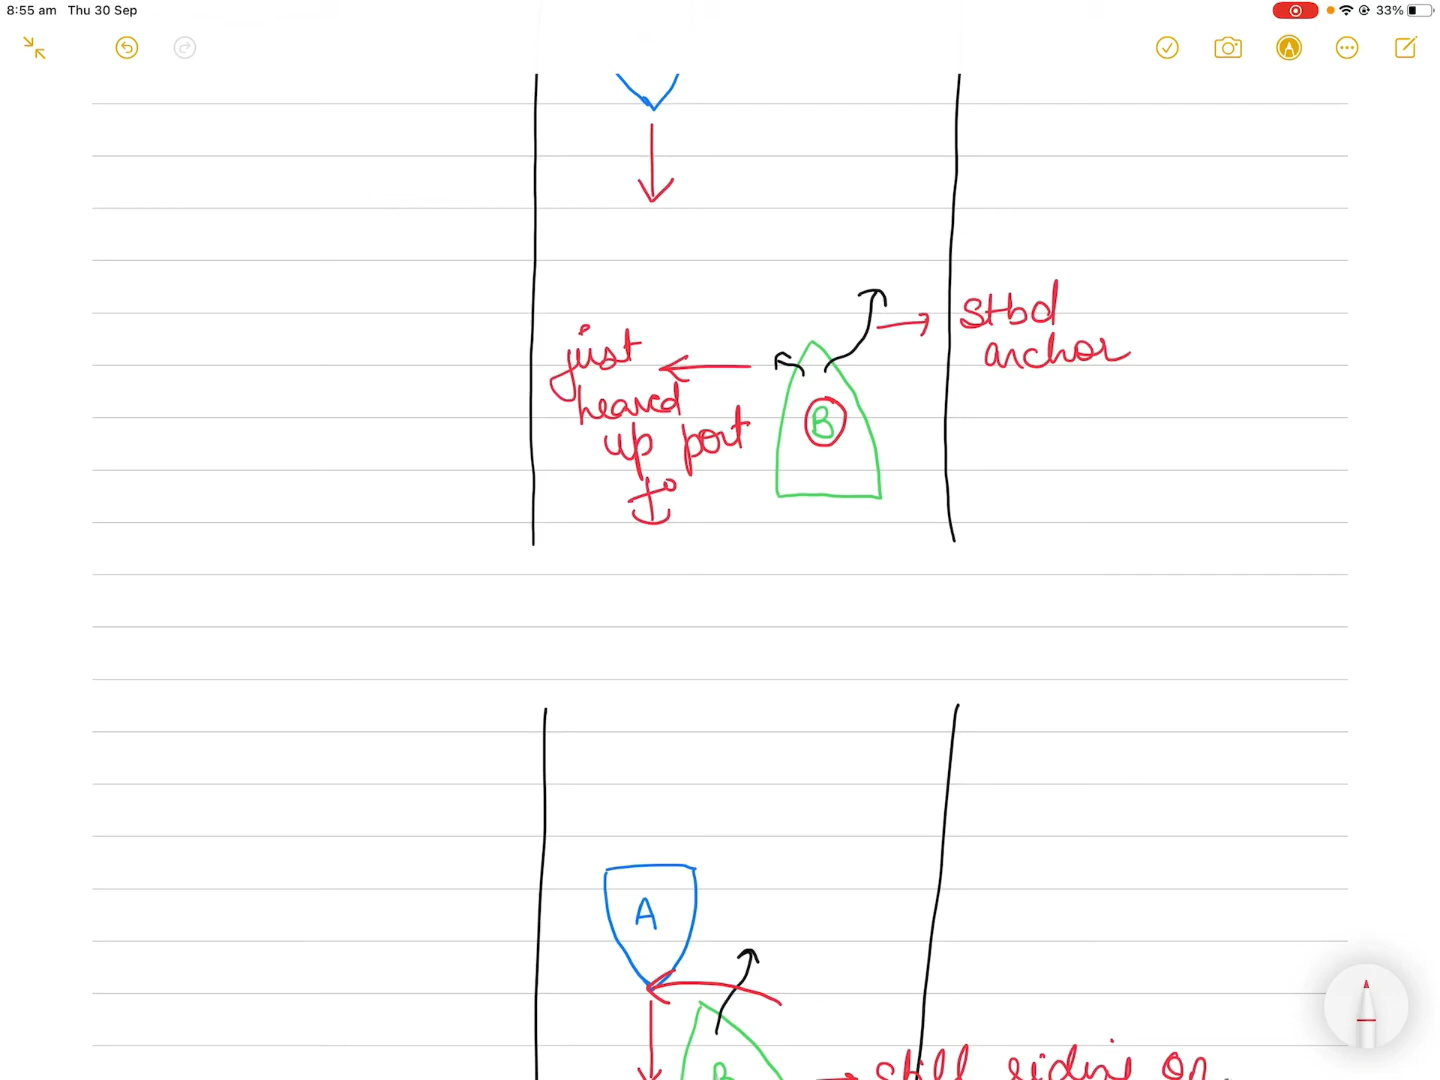 8:55 am Thu 30 Sep
33%
stbd
anchor
just
heaved
up port
B
A
B
still riding on